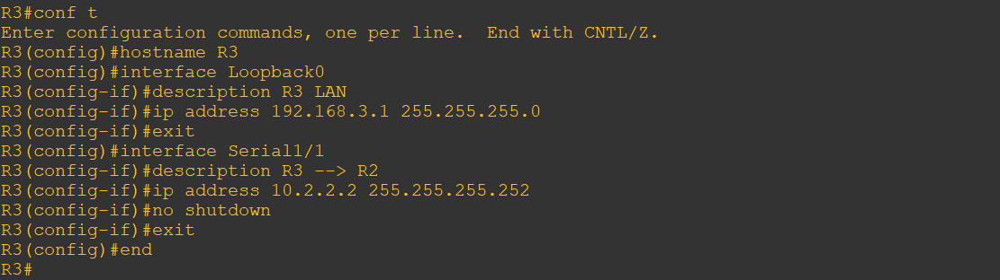 R3#conf t
Enter configuration commands, one per line.  End with CNTL/Z.
R3(config)#hostname R3
R3(config)#interface Loopback0
R3(config-if)#description R3 LAN
R3(config-if)#ip address 192.168.3.1 255.255.255.0
R3(config-if)#exit
R3(config)#interface Serial1/1
R3(config-if)#description R3 --> R2
R3(config-if)#ip address 10.2.2.2 255.255.255.252
R3(config-if)#no shutdown
R3(config-if)#exit
R3(config)#end
R3#